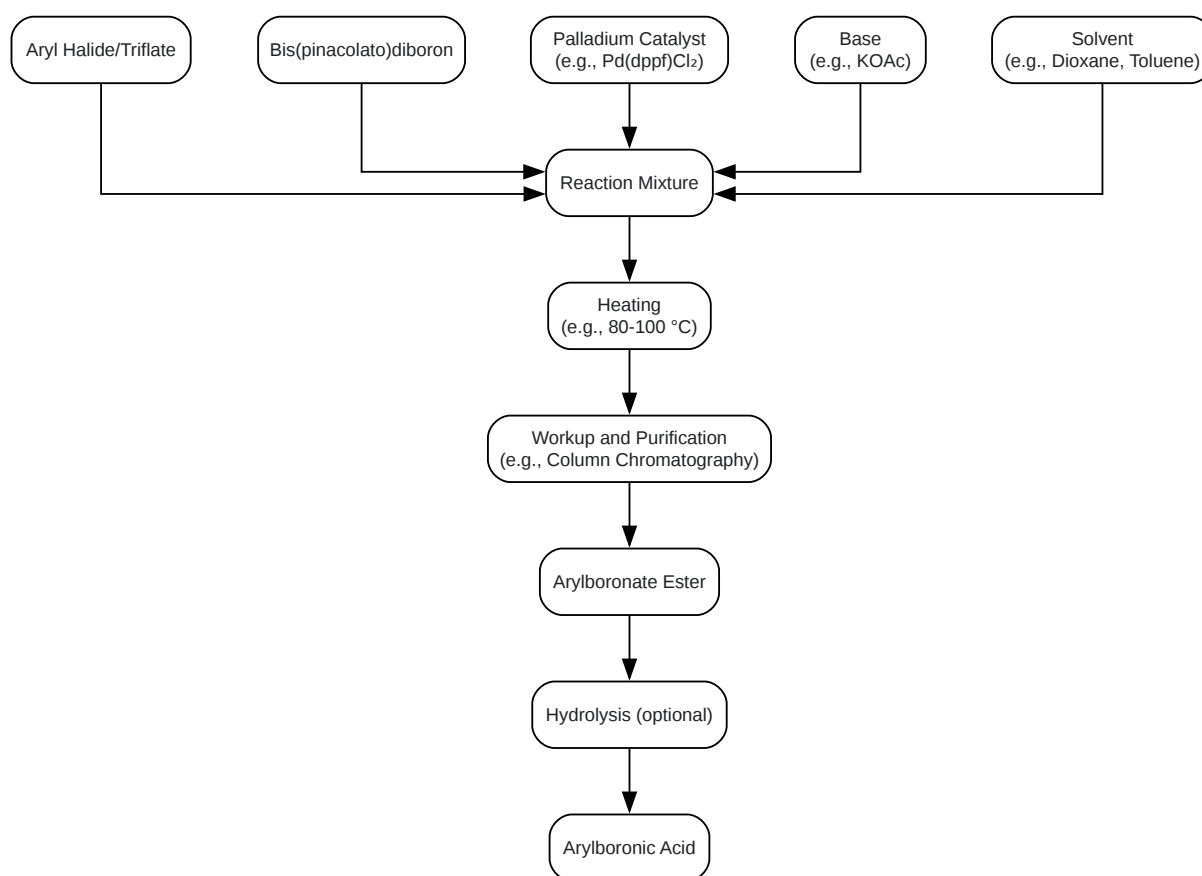 Aryl Halide/Triflate
Bis(pinacolato)diboron
Palladium Catalyst
(e.g., Pd(dppf)Cl₂)
Base
(e.g., KOAc)
Solvent
(e.g., Dioxane, Toluene)
Reaction Mixture
Heating
(e.g., 80-100 °C)
Workup and Purification
(e.g., Column Chromatography)
Arylboronate Ester
Hydrolysis (optional)
Arylboronic Acid